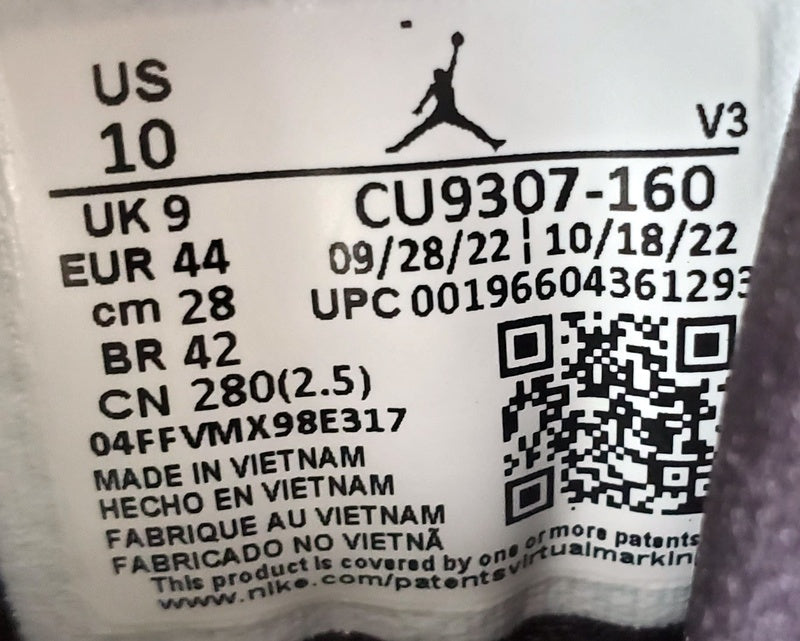 US
10
V3
UK 9
CU9307-160
EUR 44
09/28/22 ¦ 10/18/22
cm 28
UPC 00196604361293
BR 42
CN 280(2.5)
04FFVMX98E317
MADE IN VIETNAM
HECHO EN VIETNAM
FABRIQUE AU VIETNAM
FABRICADO NO VIETNÃ
This product is covered by one or more patents
www.nike.com/patentsvirtualmarkin